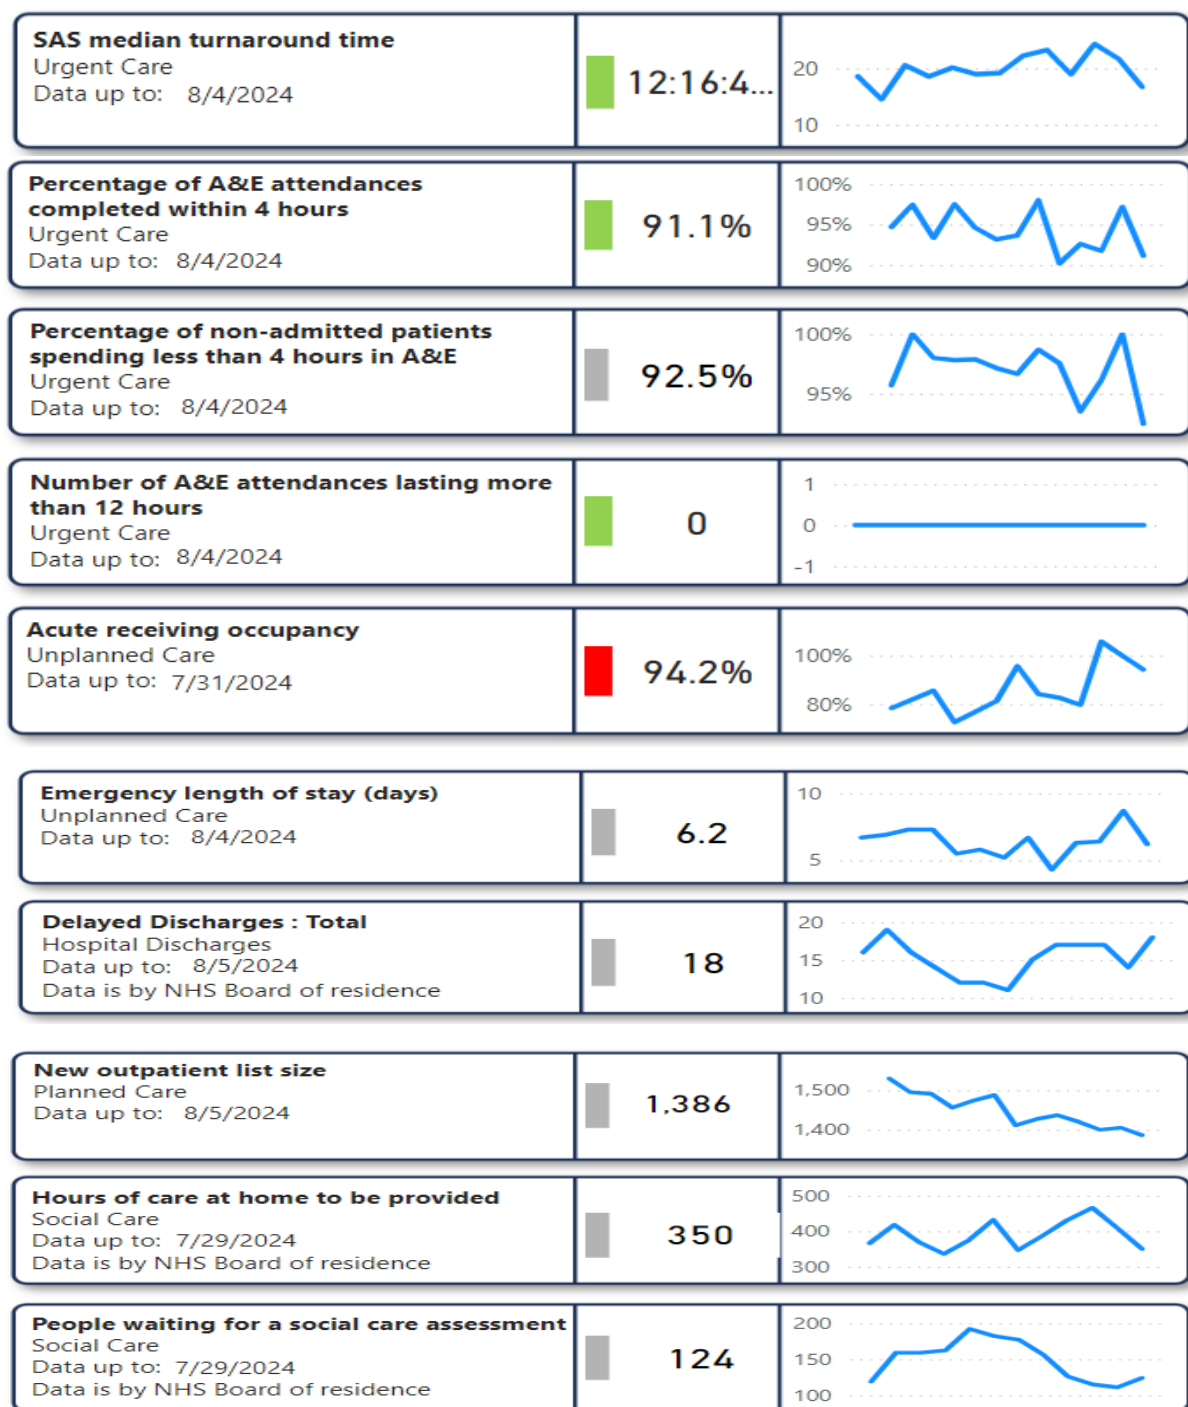 SAS median turnaround time
Urgent Care
Data up to: 8/4/2024
12:16:4...
20
10
Percentage of A&E attendances
completed within 4 hours
Urgent Care
Data up to: 8/4/2024
91.1%
100%
95%
90%
Percentage of non-admitted patients
spending less than 4 hours in A&E
Urgent Care
Data up to: 8/4/2024
92.5%
100%
95%
Number of A&E attendances lasting more
than 12 hours
Urgent Care
Data up to: 8/4/2024
0
1
0
-1
Acute receiving occupancy
Unplanned Care
Data up to: 7/31/2024
94.2%
100%
80%
Emergency length of stay (days)
Unplanned Care
Data up to: 8/4/2024
6.2
10
5
Delayed Discharges : Total
Hospital Discharges
Data up to: 8/5/2024
Data is by NHS Board of residence
18
20
15
10
New outpatient list size
Planned Care
Data up to: 8/5/2024
1,386
1,500
1,400
Hours of care at home to be provided
Social Care
Data up to: 7/29/2024
Data is by NHS Board of residence
350
500
400
300
People waiting for a social care assessment
Social Care
Data up to: 7/29/2024
Data is by NHS Board of residence
124
200
150
100